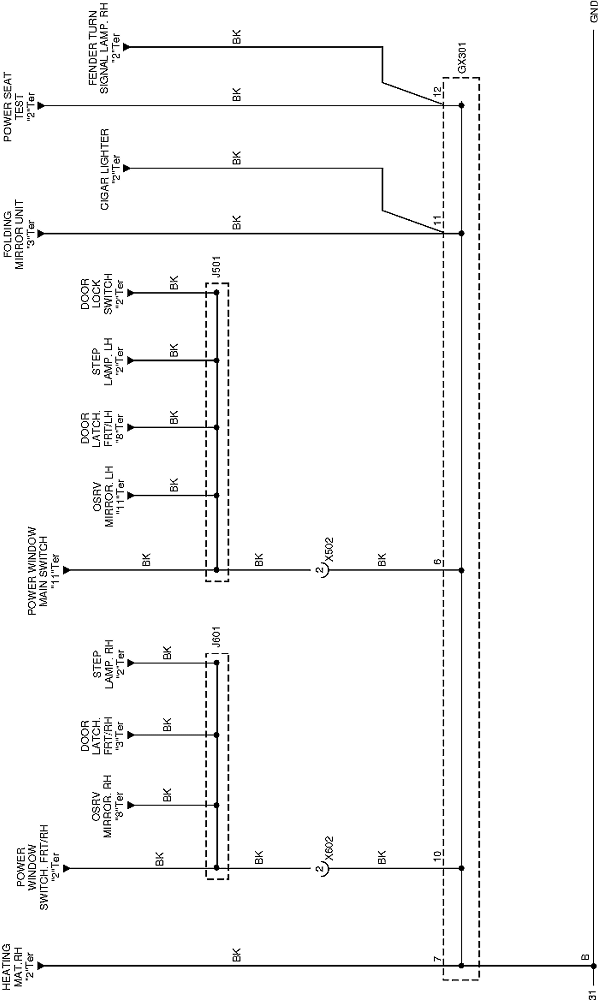 GND
31
B
GX301
FENDER TURN
SIGNAL LAMP. RH
"2"Ter
BK
12
POWER SEAT
TEST
"2"Ter
BK
CIGAR LIGHTER
"2"Ter
BK
11
FOLDING
MIRROR UNIT
"3"Ter
BK
J501
DOOR
LOCK
SWITCH
"2"Ter
BK
STEP
LAMP. LH
"2"Ter
BK
DOOR
LATCH.
FRT/LH
"8"Ter
BK
OSRV
MIRROR. LH
"11"Ter
BK
POWER WINDOW
MAIN SWITCH
"11"Ter
BK
BK
2
X502
BK
6
J601
STEP
LAMP. RH
"2"Ter
BK
DOOR
LATCH.
FRT/RH
"3"Ter
BK
OSRV
MIRROR. RH
"8"Ter
BK
POWER
WINDOW
SWITCH. FRT/RH
"2"Ter
BK
BK
2
X602
BK
10
HEATING
MAT.RH
"2"Ter
BK
7